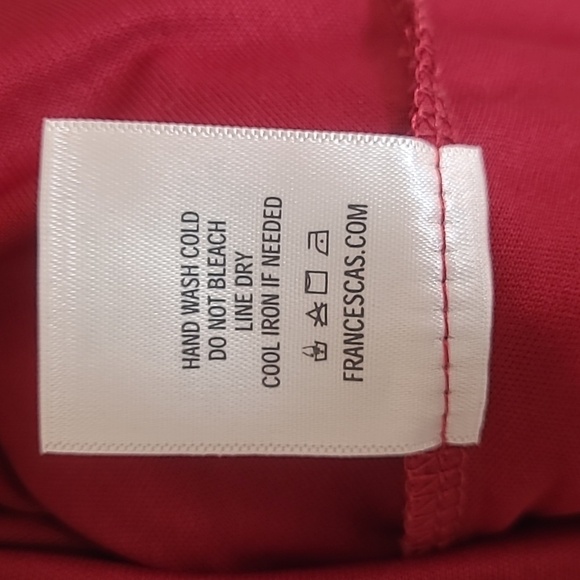 HAND WASH COLD
DO NOT BLEACH
LINE DRY
COOL IRON IF NEEDED
FRANCESCAS.COM